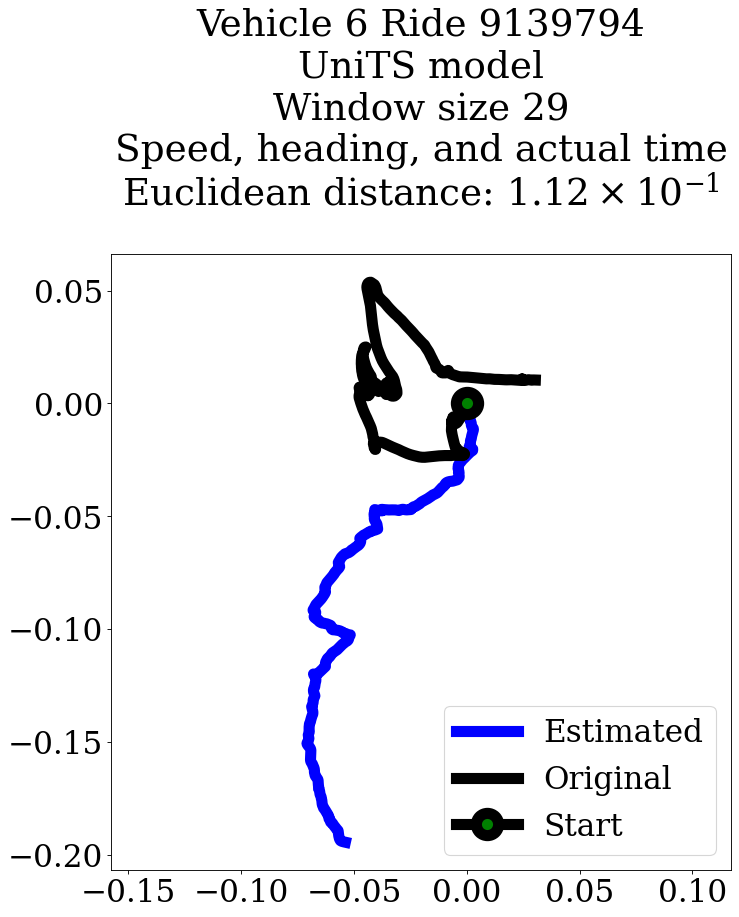 Vehicle 6 Ride 9139794
UniTS model
Window size 29
Speed, heading, and actual time
Euclidean distance: $1.12 \times 10^{-1}$
0.05
0.00
−0.05
−0.10
−0.15
−0.20
Estimated
Original
Start
−0.15 −0.10 −0.05 0.00 0.05 0.10